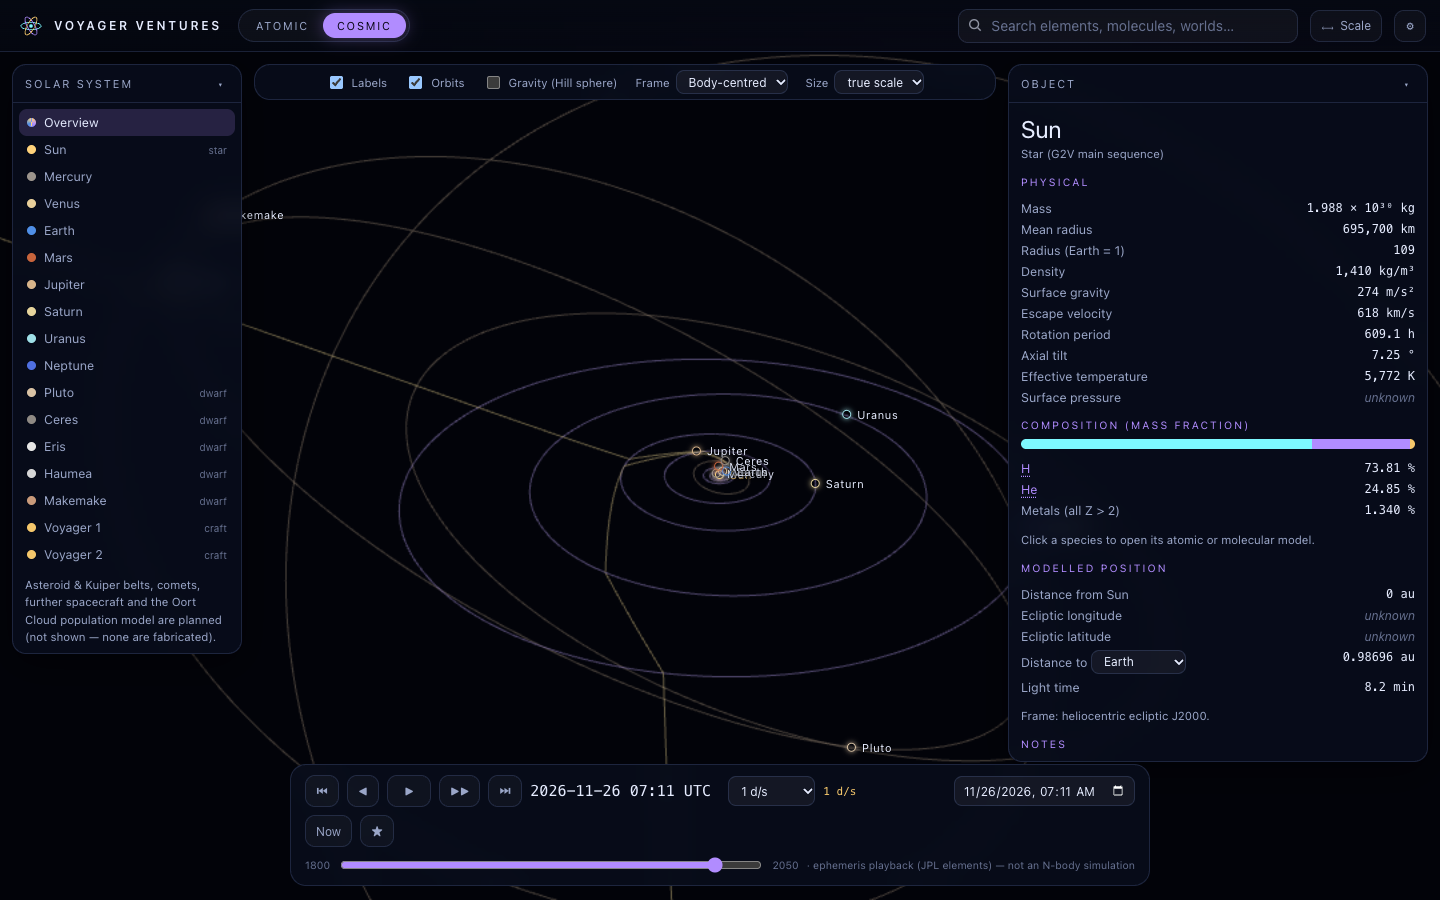 VOYAGER VENTURES
ATOMIC
COSMIC
Search elements, molecules, worlds...
Scale
SOLAR SYSTEM
Overview
Sun star
Mercury
Venus
Earth
Mars
Jupiter
Saturn
Uranus
Neptune
Pluto dwarf
Ceres dwarf
Eris dwarf
Haumea dwarf
Makemake dwarf
Voyager 1 craft
Voyager 2 craft
Asteroid & Kuiper belts, comets,
further spacecraft and the Oort
Cloud population model are planned
(not shown — none are fabricated).
Labels
Orbits
Gravity (Hill sphere)
Frame Body-centred
Size true scale
kemake
Uranus
Jupiter
Ceres
Mars
Earth
Saturn
Pluto
OBJECT
Sun
Star (G2V main sequence)
PHYSICAL
Mass 1.988 × 10³⁰ kg
Mean radius 695,700 km
Radius (Earth = 1) 109
Density 1,410 kg/m³
Surface gravity 274 m/s²
Escape velocity 618 km/s
Rotation period 609.1 h
Axial tilt 7.25 °
Effective temperature 5,772 K
Surface pressure unknown
COMPOSITION (MASS FRACTION)
H 73.81 %
He 24.85 %
Metals (all Z > 2) 1.340 %
Click a species to open its atomic or molecular model.
MODELLED POSITION
Distance from Sun 0 au
Ecliptic longitude unknown
Ecliptic latitude unknown
Distance to Earth 0.98696 au
Light time 8.2 min
Frame: heliocentric ecliptic J2000.
NOTES
2026-11-26 07:11 UTC
1 d/s
1 d/s
11/26/2026, 07:11 AM
Now
1800
2050 · ephemeris playback (JPL elements) — not an N-body simulation